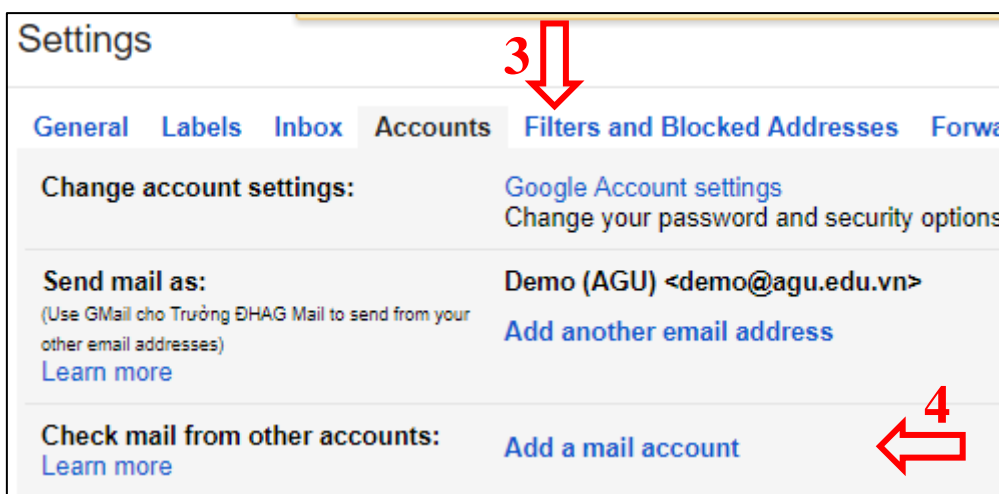 Settings
3
General Labels Inbox Accounts Filters and Blocked Addresses Forwa
Change account settings: Google Account settings
Change your password and security options
Send mail as: Demo (AGU) <demo@agu.edu.vn>
(Use GMail cho Trường ĐHAG Mail to send from your
other email addresses)
Add another email address
Learn more
4
Check mail from other accounts: Add a mail account
Learn more